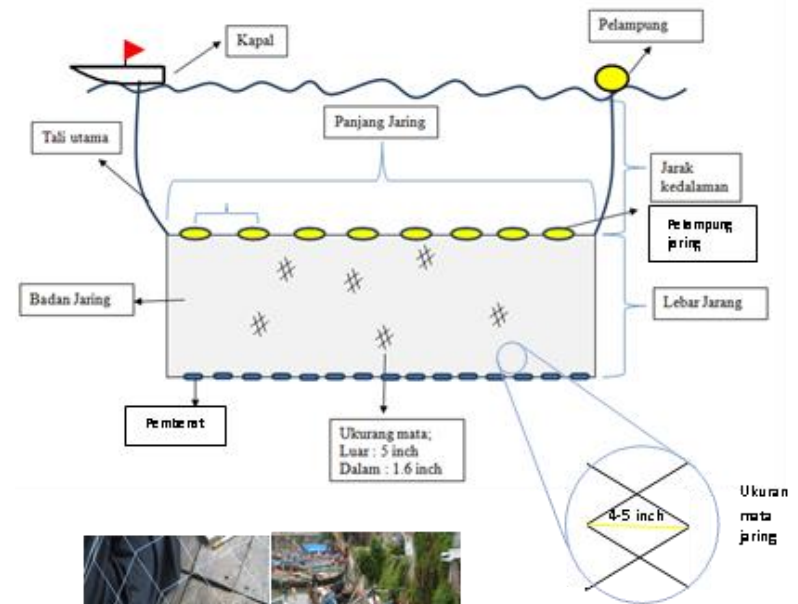 Kapal
Pelampung
Panjang Jaring
Tali utama
Jarak
kedalaman
Pelampung
jaring
Badan Jaring
Lebar Jarang
Pemberat
Ukurang mata;
Luar : 5 inch
Dalam : 1.6 inch
4-5 inch
Ukuran
mata
jaring